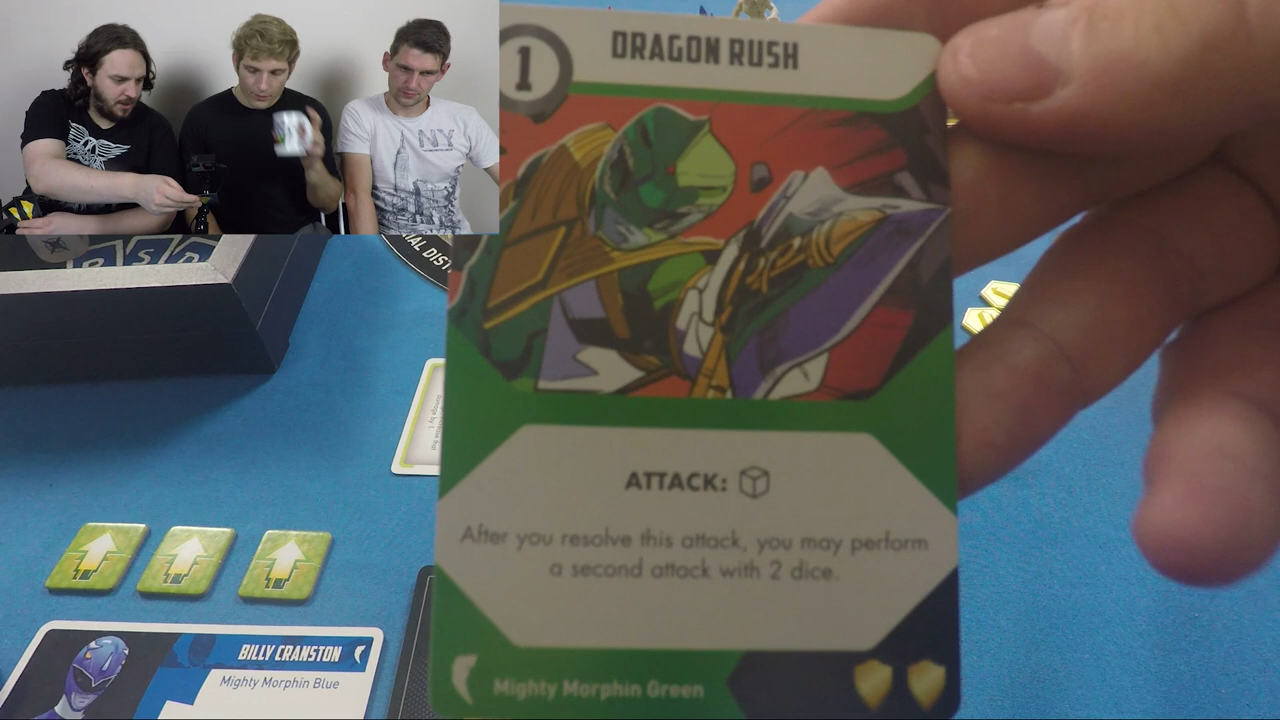 NY
1
DRAGON RUSH
ATTACK:
After you resolve this attack, you may perform
a second attack with 2 dice.
Mighty Morphin Green
BILLY CRANSTON
Mighty Morphin Blue